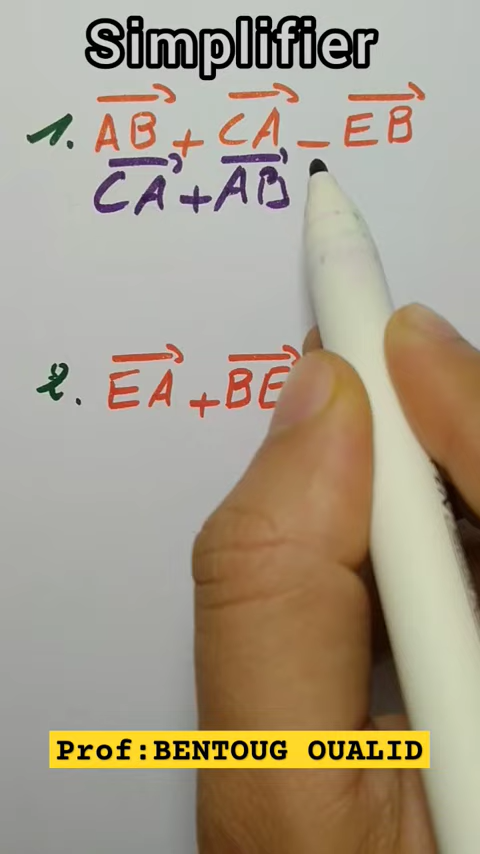 Simplifier
1. AB + CA - EB
CA + AB
2. EA + BE
Prof:BENTOUG OUALID